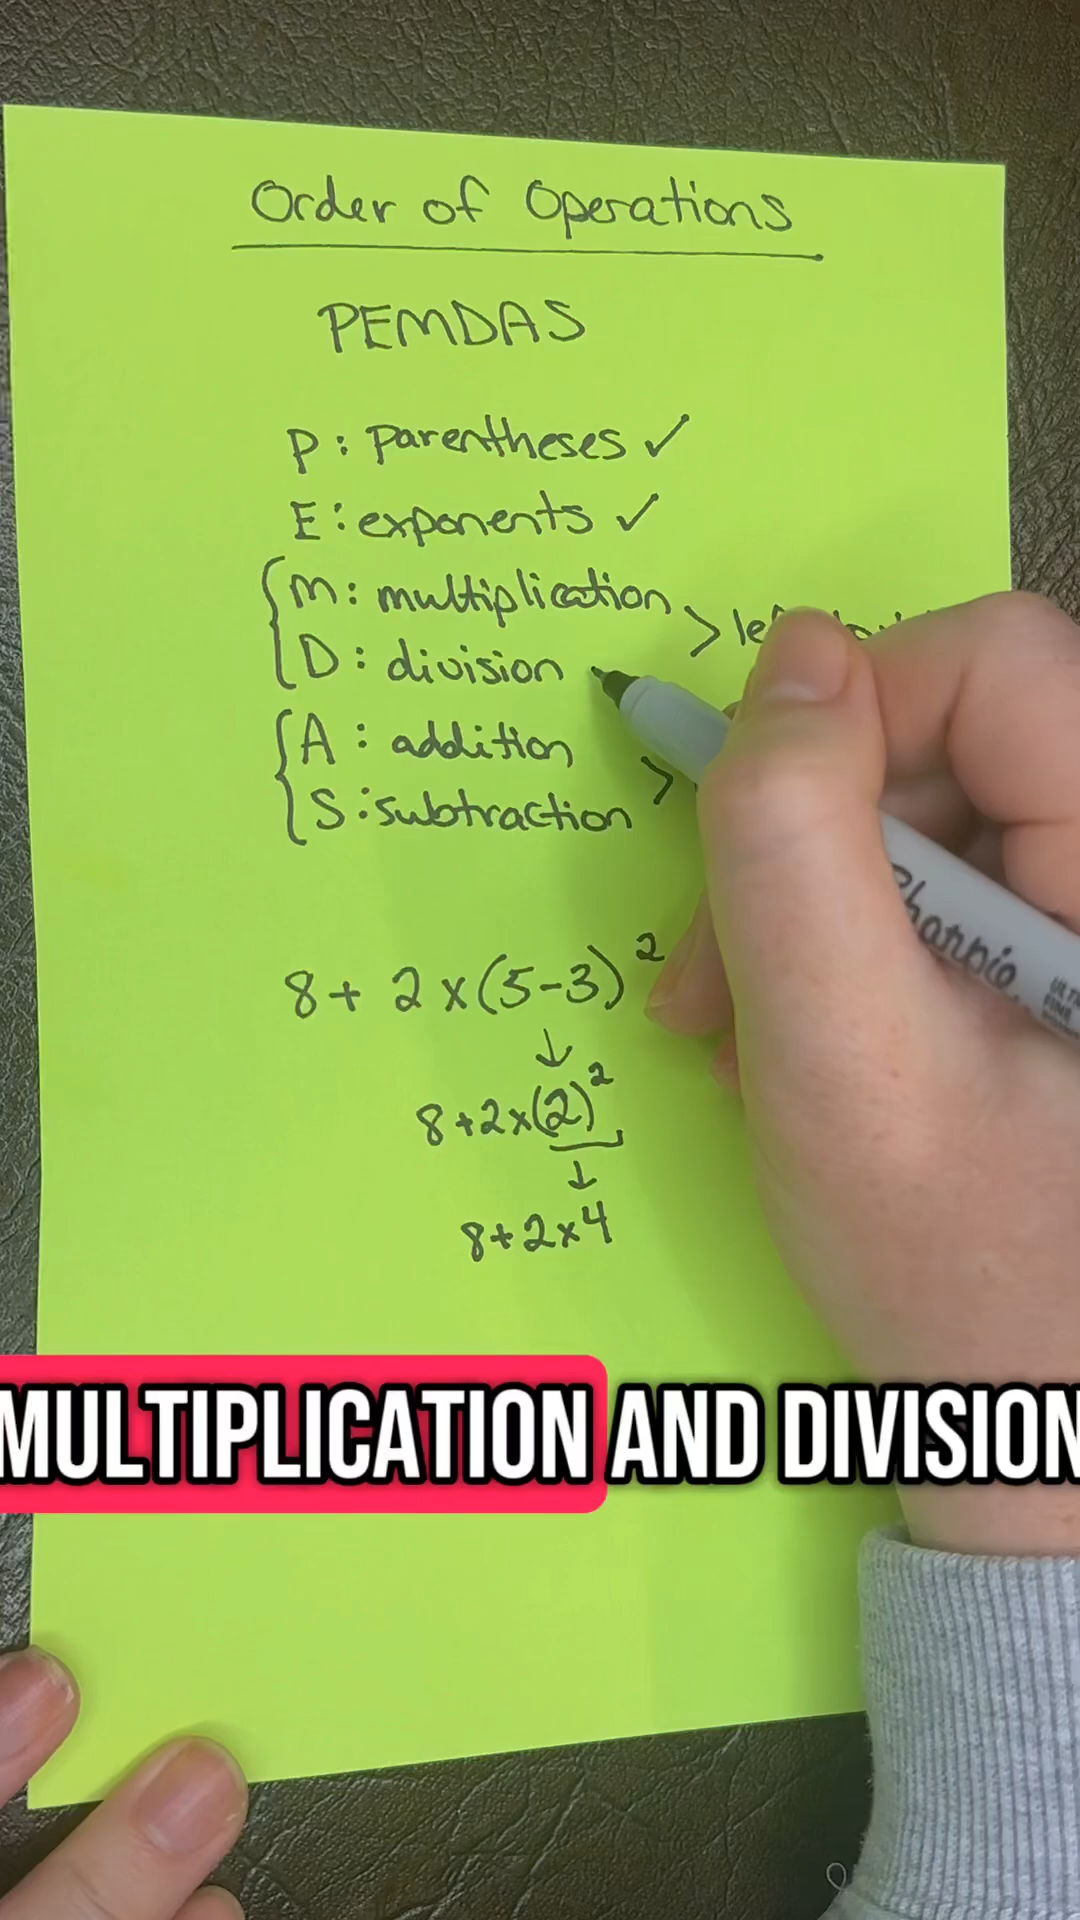 Order of Operations
PEMDAS
P: parentheses ✓
E: exponents ✓
M: multiplication
D: division
A: addition
S: subtraction
8 + 2 x (5-3)²
↓
8+2x(2)²
↓
8+2x4
Sharpie
MULTIPLICATION AND DIVISION